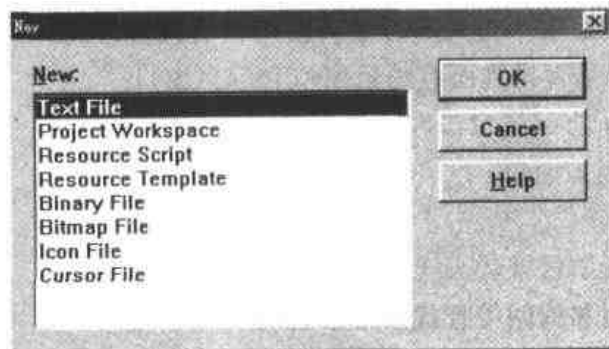 New
New:
Text File
Project Workspace
Resource Script
Resource Template
Binary File
Bitmap File
Icon File
Cursor File
OK
Cancel
Help